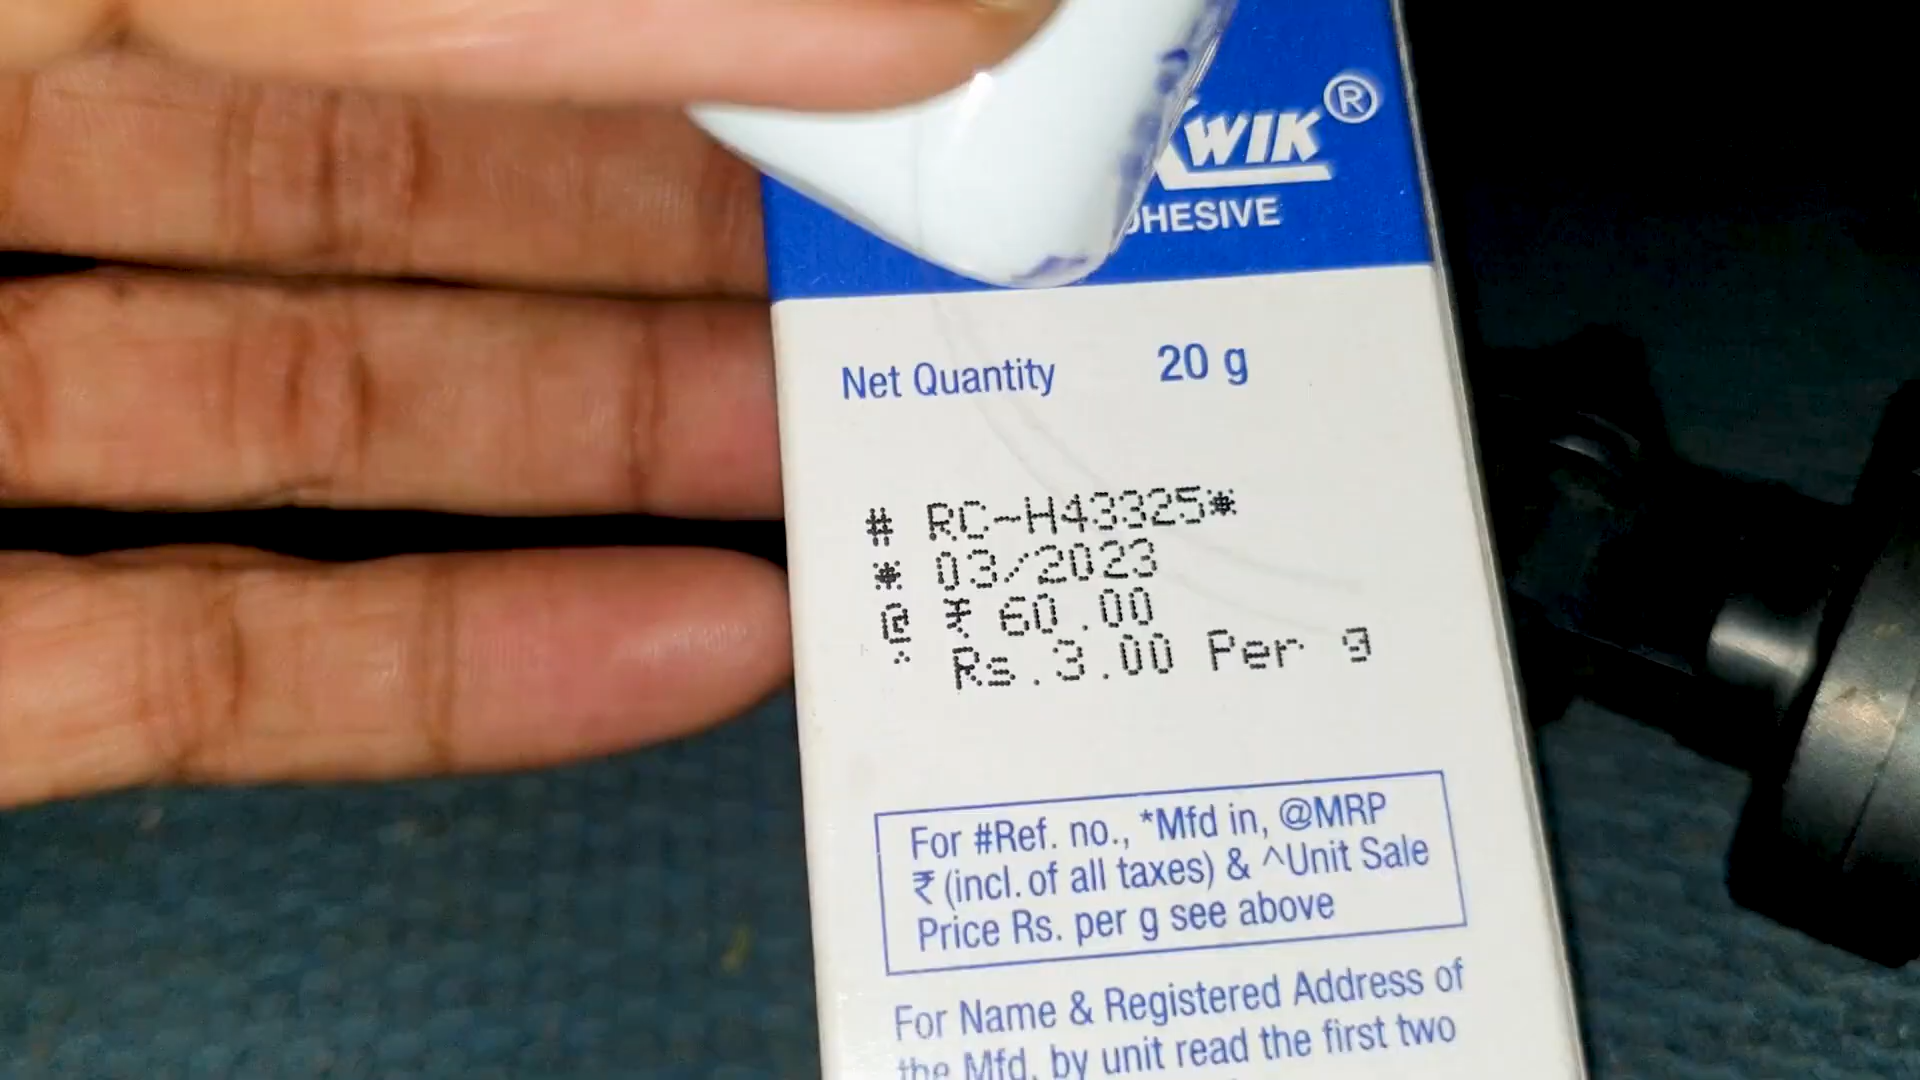 WIK®
DHESIVE
Net Quantity 20 g
# RC-H43325*
* 03/2023
@ ₹ 60.00
^ Rs.3.00 Per g
For #Ref. no., *Mfd in, @MRP
₹ (incl. of all taxes) & ^Unit Sale
Price Rs. per g see above
For Name & Registered Address of
the Mfd. by unit read the first two